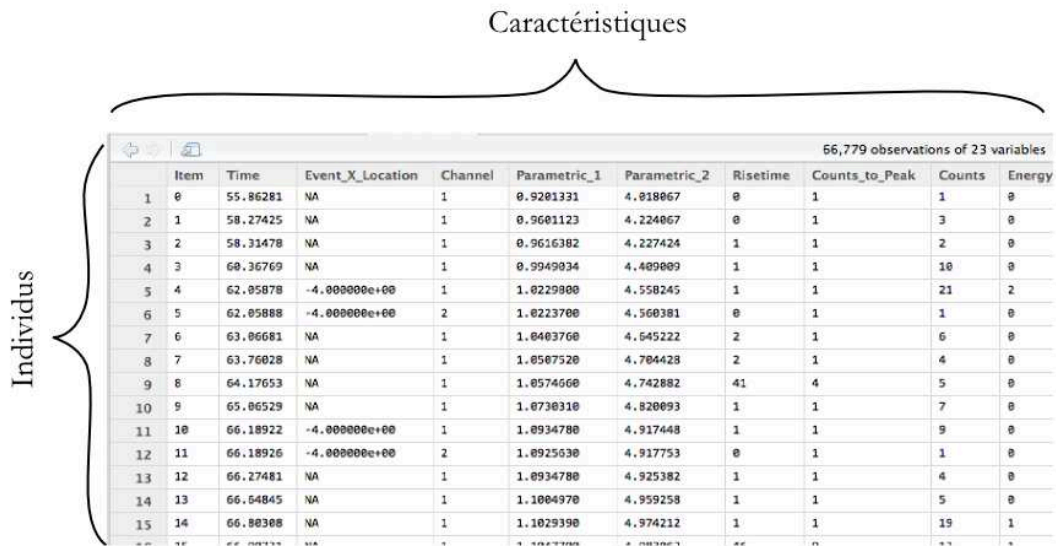 Caractéristiques
Individus
66,779 observations of 23 variables
Item Time Event_X_Location Channel Parametric_1 Parametric_2 Risetime Counts_to_Peak Counts Energy
1 0 55.86281 NA 1 0.9201331 4.018067 0 1 1 0
2 1 58.27425 NA 1 0.9601123 4.224067 0 1 3 0
3 2 58.31478 NA 1 0.9616382 4.227424 1 1 2 0
4 3 60.36769 NA 1 0.9949034 4.409009 1 1 10 0
5 4 62.05878 -4.000000e+00 1 1.0229800 4.558245 1 1 21 2
6 5 62.05888 -4.000000e+00 2 1.0223700 4.560381 0 1 1 0
7 6 63.06681 NA 1 1.0403760 4.645222 2 1 6 0
8 7 63.76028 NA 1 1.0507520 4.704428 2 1 4 0
9 8 64.17653 NA 1 1.0574660 4.742882 41 4 5 0
10 9 65.06529 NA 1 1.0730310 4.820093 1 1 7 0
11 10 66.18922 -4.000000e+00 1 1.0934780 4.917448 1 1 9 0
12 11 66.18926 -4.000000e+00 2 1.0925630 4.917753 0 1 1 0
13 12 66.27481 NA 1 1.0934780 4.925382 1 1 4 0
14 13 66.64845 NA 1 1.1004970 4.959258 1 1 5 0
15 14 66.80308 NA 1 1.1029390 4.974212 1 1 19 1